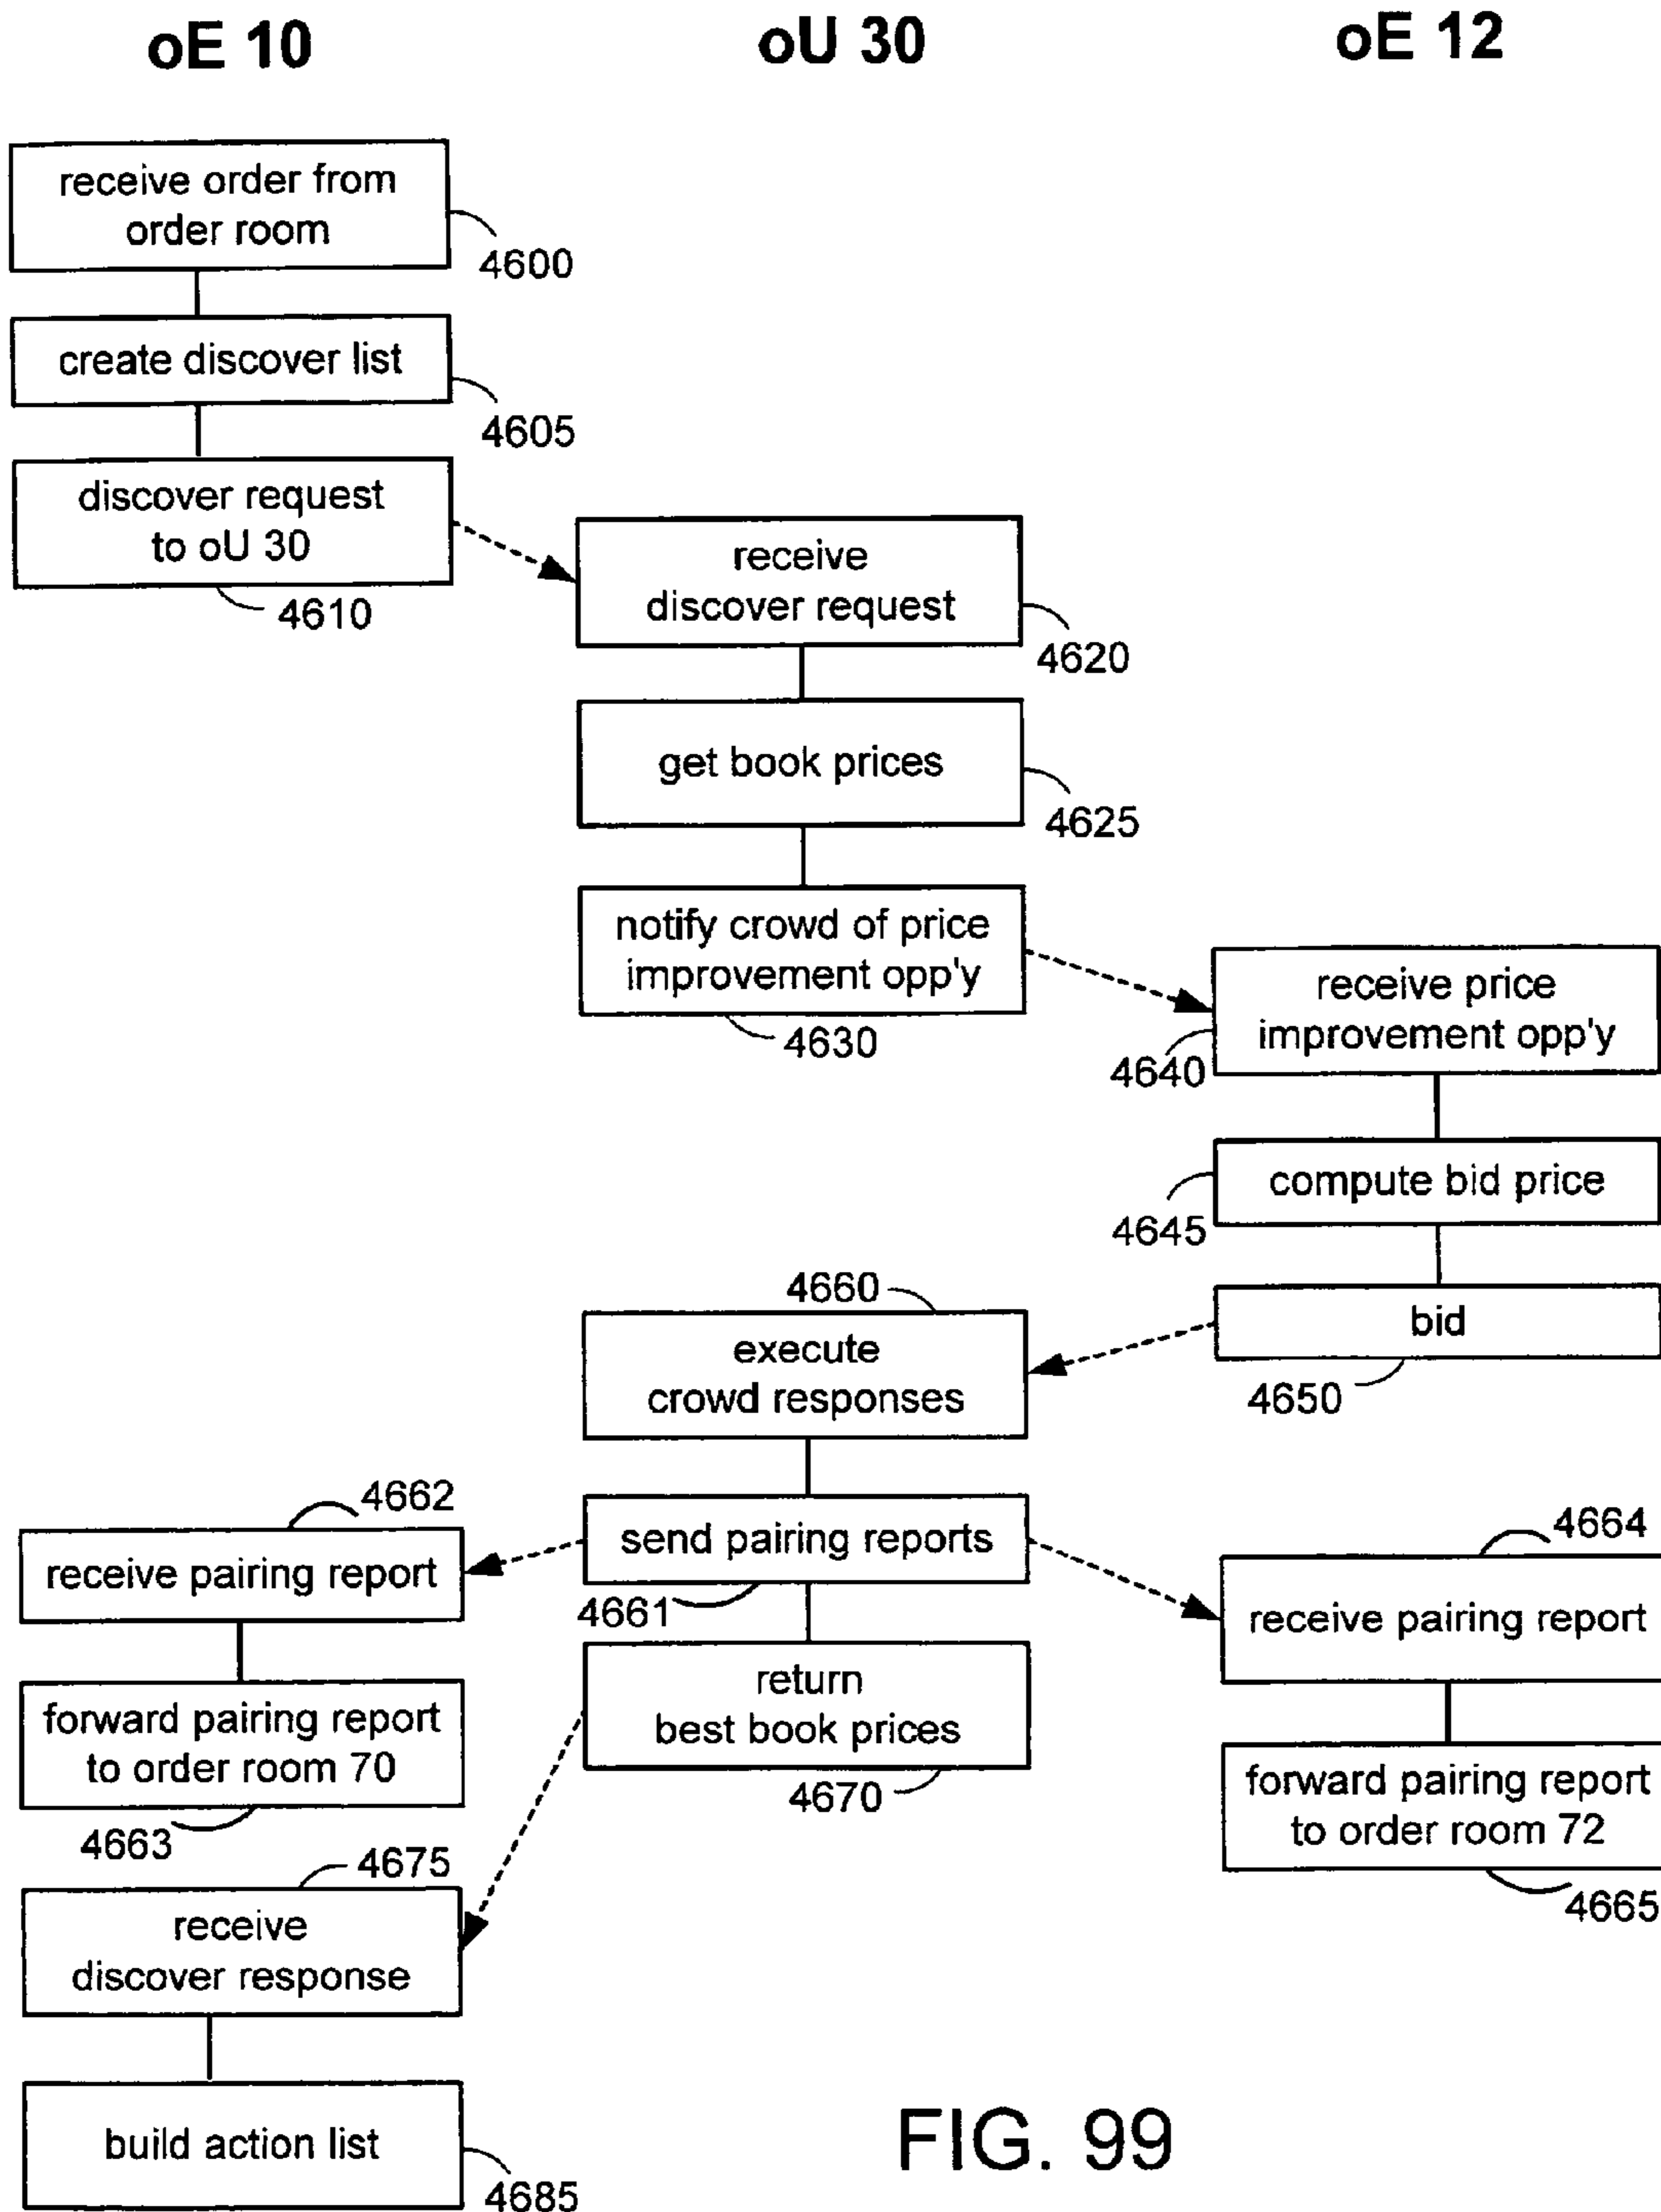 oE 10
oU 30
oE 12
receive order from
order room
4600
create discover list
4605
discover request
to oU 30
4610
receive
discover request
4620
get book prices
4625
notify crowd of price
improvement opp'y
4630
receive price
improvement opp'y
4640
compute bid price
4645
bid
4650
4660
execute
crowd responses
send pairing reports
4661
4662
receive pairing report
forward pairing report
to order room 70
4663
4664
receive pairing report
forward pairing report
to order room 72
4665
return
best book prices
4670
4675
receive
discover response
build action list
4685
FIG. 99